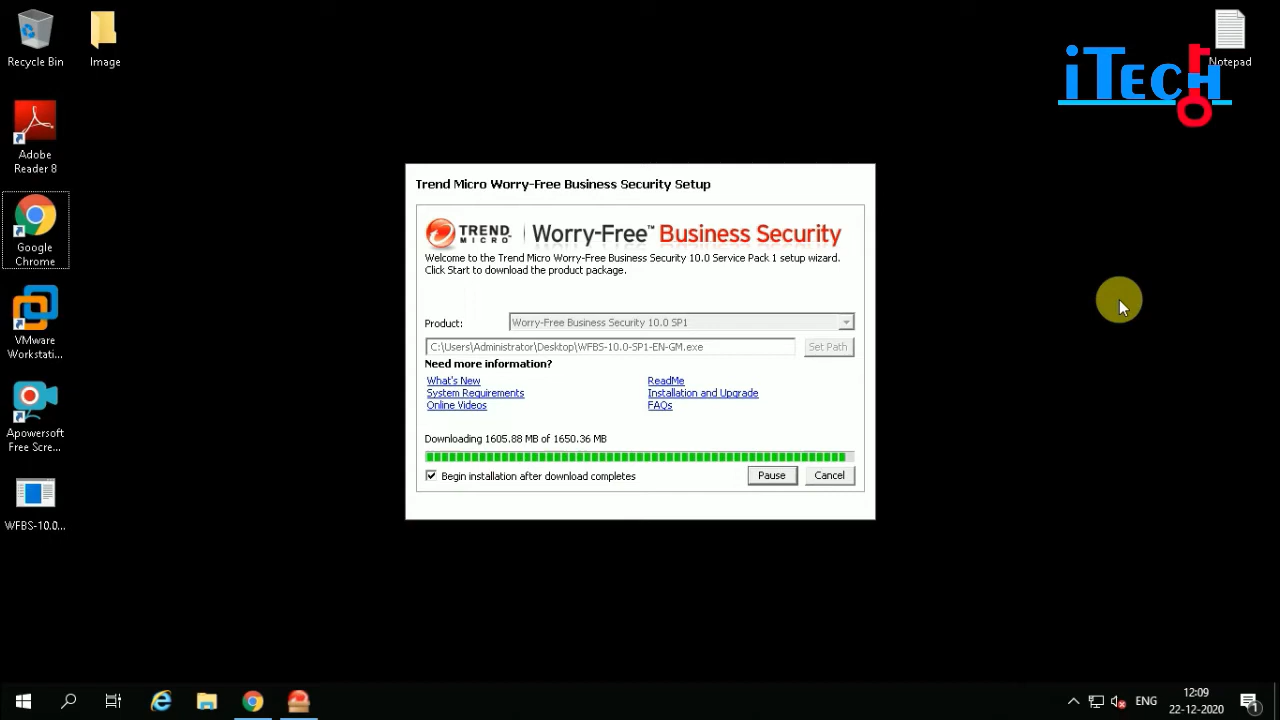 Recycle Bin
Image
Notepad
iTECH
Adobe
Reader 8
Google
Chrome
VMware
Workstati...
Apowersoft
Free Scre...
WFBS-10.0...
Trend Micro Worry-Free Business Security Setup
TREND
MICRO
Worry-Free™ Business Security
Welcome to the Trend Micro Worry-Free Business Security 10.0 Service Pack 1 setup wizard.
Click Start to download the product package.
Product: Worry-Free Business Security 10.0 SP1
C:\Users\Administrator\Desktop\WFBS-10.0-SP1-EN-GM.exe Set Path
Need more information?
What's New ReadMe
System Requirements Installation and Upgrade
Online Videos FAQs
Downloading 1605.88 MB of 1650.36 MB
Begin installation after download completes Pause Cancel
ENG
12:09
22-12-2020
1